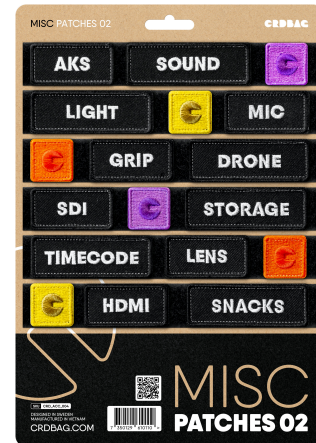 MISC PATCHES 02
CRDBAG
AKS
SOUND
LIGHT
MIC
GRIP
DRONE
SDI
STORAGE
TIMECODE
LENS
HDMI
SNACKS
MISC
PATCHES 02
CRDLACC_004
DESIGNED IN SWEDEN
MANUFACTURED IN VIETNAM
CRDBAG.COM